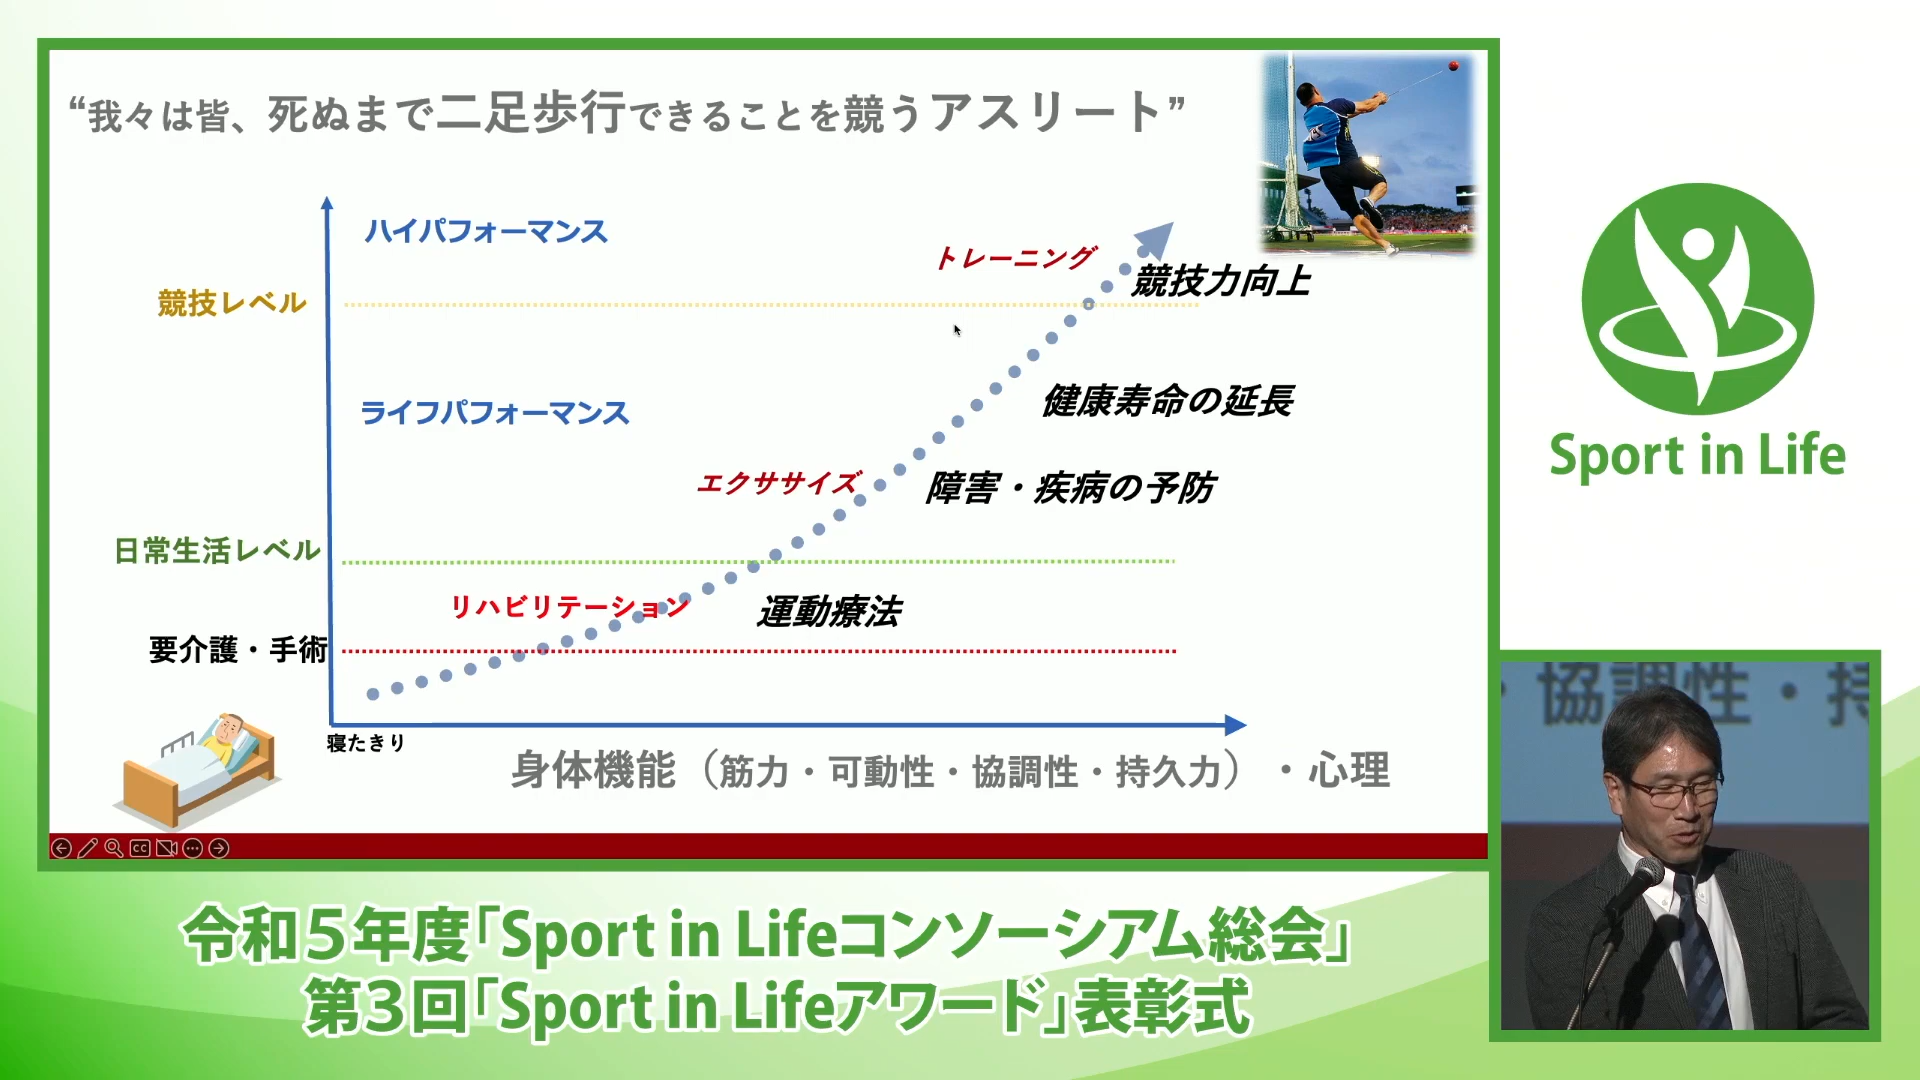 “我々は皆、死ぬまで二足歩行できることを競うアスリート”
ハイパフォーマンス
トレーニング
競技力向上
競技レベル
健康寿命の延長
ライフパフォーマンス
エクササイズ
障害・疾病の予防
日常生活レベル
リハビリテーション
運動療法
要介護・手術
寝たきり
身体機能（筋力・可動性・協調性・持久力）・心理
CC
Sport in Life
・協調性・持
令和５年度「Sport in Lifeコンソーシアム総会」
第３回「Sport in Lifeアワード」表彰式